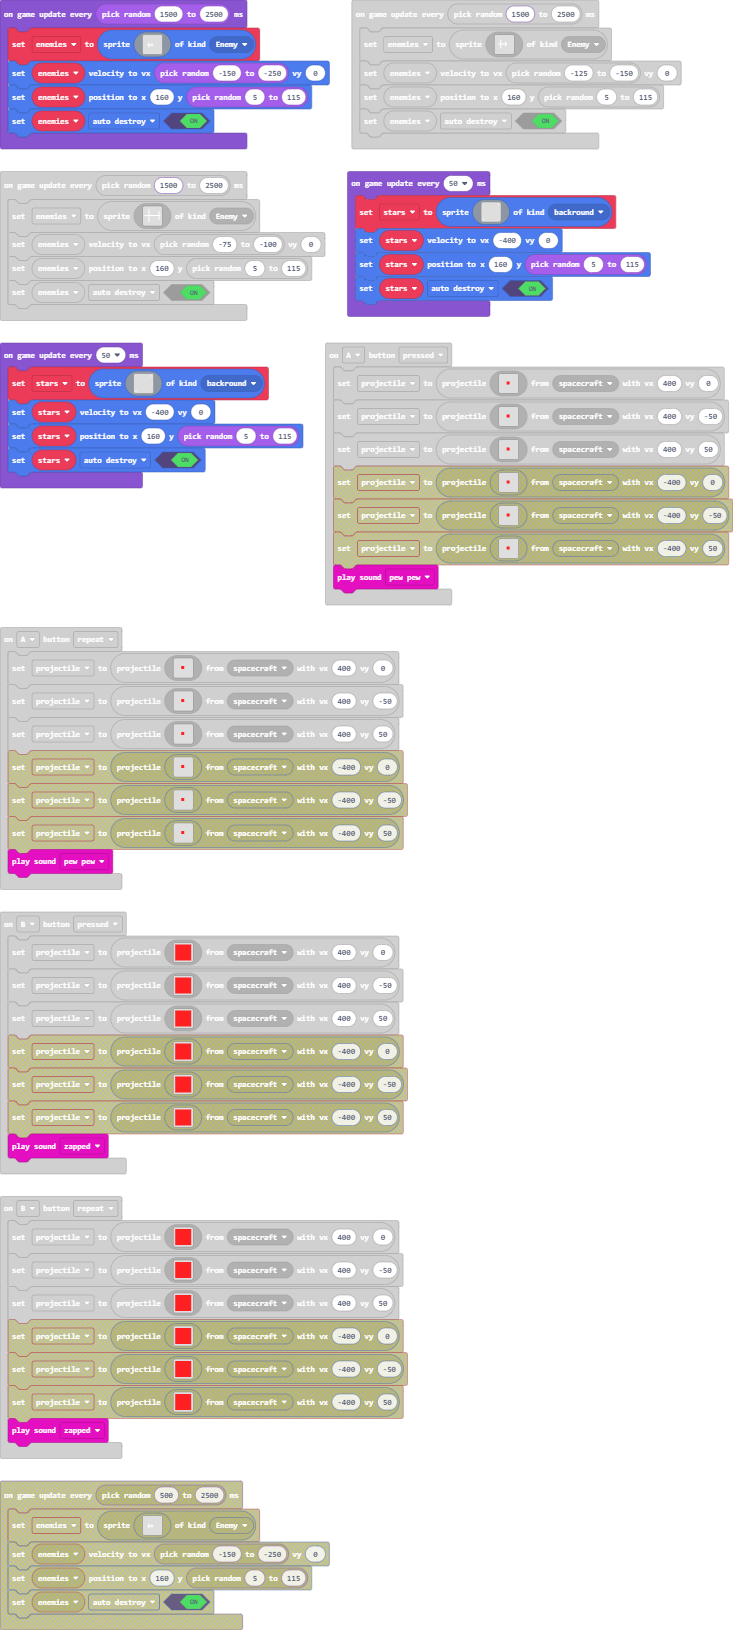 on game update every pick random 1500 to 2500 ms
set enemies to sprite of kind Enemy
set enemies velocity to vx pick random -150 to -250 vy 0
set enemies position to x 160 y pick random 5 to 115
set enemies auto destroy ON
on game update every pick random 1500 to 2500 ms
set enemies to sprite of kind Enemy
set enemies velocity to vx pick random -125 to -150 vy 0
set enemies position to x 160 y pick random 5 to 115
set enemies auto destroy ON
on game update every pick random 1500 to 2500 ms
set enemies to sprite of kind Enemy
set enemies velocity to vx pick random -75 to -100 vy 0
set enemies position to x 160 y pick random 5 to 115
set enemies auto destroy ON
on game update every 50 ms
set stars to sprite of kind backround
set stars velocity to vx -400 vy 0
set stars position to x 160 y pick random 5 to 115
set stars auto destroy ON
on game update every 50 ms
set stars to sprite of kind backround
set stars velocity to vx -400 vy 0
set stars position to x 160 y pick random 5 to 115
set stars auto destroy ON
on A button pressed
set projectile to projectile from spacecraft with vx 400 vy 0
set projectile to projectile from spacecraft with vx 400 vy -50
set projectile to projectile from spacecraft with vx 400 vy 50
set projectile to projectile from spacecraft with vx -400 vy 0
set projectile to projectile from spacecraft with vx -400 vy -50
set projectile to projectile from spacecraft with vx -400 vy 50
play sound pew pew
on A button repeat
set projectile to projectile from spacecraft with vx 400 vy 0
set projectile to projectile from spacecraft with vx 400 vy -50
set projectile to projectile from spacecraft with vx 400 vy 50
set projectile to projectile from spacecraft with vx -400 vy 0
set projectile to projectile from spacecraft with vx -400 vy -50
set projectile to projectile from spacecraft with vx -400 vy 50
play sound pew pew
on B button pressed
set projectile to projectile from spacecraft with vx 400 vy 0
set projectile to projectile from spacecraft with vx 400 vy -50
set projectile to projectile from spacecraft with vx 400 vy 50
set projectile to projectile from spacecraft with vx -400 vy 0
set projectile to projectile from spacecraft with vx -400 vy -50
set projectile to projectile from spacecraft with vx -400 vy 50
play sound zapped
on B button repeat
set projectile to projectile from spacecraft with vx 400 vy 0
set projectile to projectile from spacecraft with vx 400 vy -50
set projectile to projectile from spacecraft with vx 400 vy 50
set projectile to projectile from spacecraft with vx -400 vy 0
set projectile to projectile from spacecraft with vx -400 vy -50
set projectile to projectile from spacecraft with vx -400 vy 50
play sound zapped
on game update every pick random 500 to 2500 ms
set enemies to sprite of kind Enemy
set enemies velocity to vx pick random -150 to -250 vy 0
set enemies position to x 160 y pick random 5 to 115
set enemies auto destroy ON